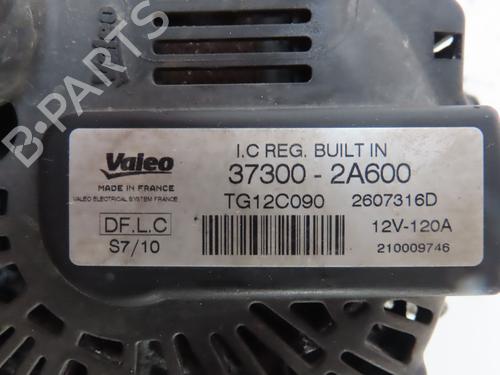 B-PARTS
Valeo
MADE IN FRANCE
VALEO ELECTRICAL SYSTEM FRANCE
DF.L.C
S7/10
I.C REG. BUILT IN
37300 - 2A600
TG12C090 2607316D
12V-120A
210009746